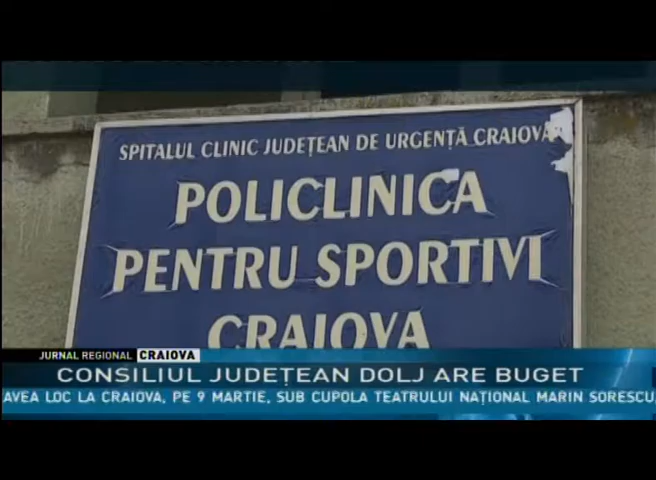 SPITALUL CLINIC JUDEȚEAN DE URGENȚĂ CRAIOVA
POLICLINICA
PENTRU SPORTIVI
CRAIOVA
JURNAL REGIONAL CRAIOVA
CONSILIUL JUDEȚEAN DOLJ ARE BUGET
AVEA LOC LA CRAIOVA, PE 9 MARTIE, SUB CUPOLA TEATRULUI NAȚIONAL MARIN SORESCU,